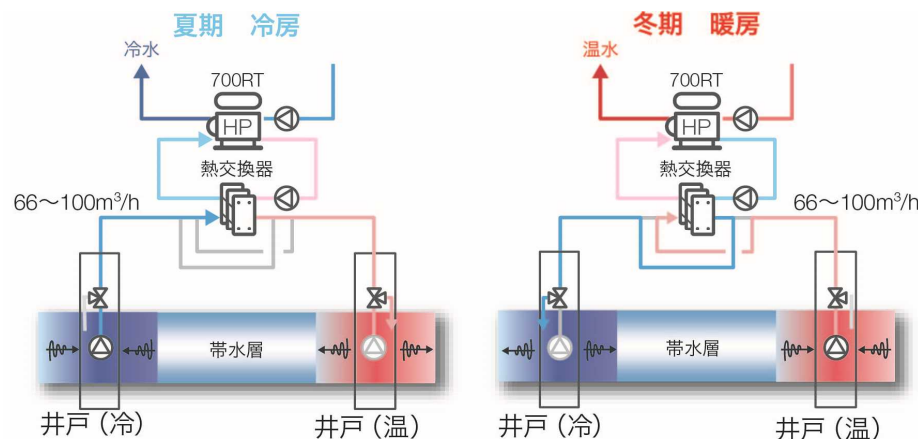 夏期 冷房
冷水
700RT
HP
熱交換器
66～100m³/h
帯水層
井戸（冷）
井戸（温）
冬期 暖房
温水
700RT
HP
熱交換器
66～100m³/h
帯水層
井戸（冷）
井戸（温）